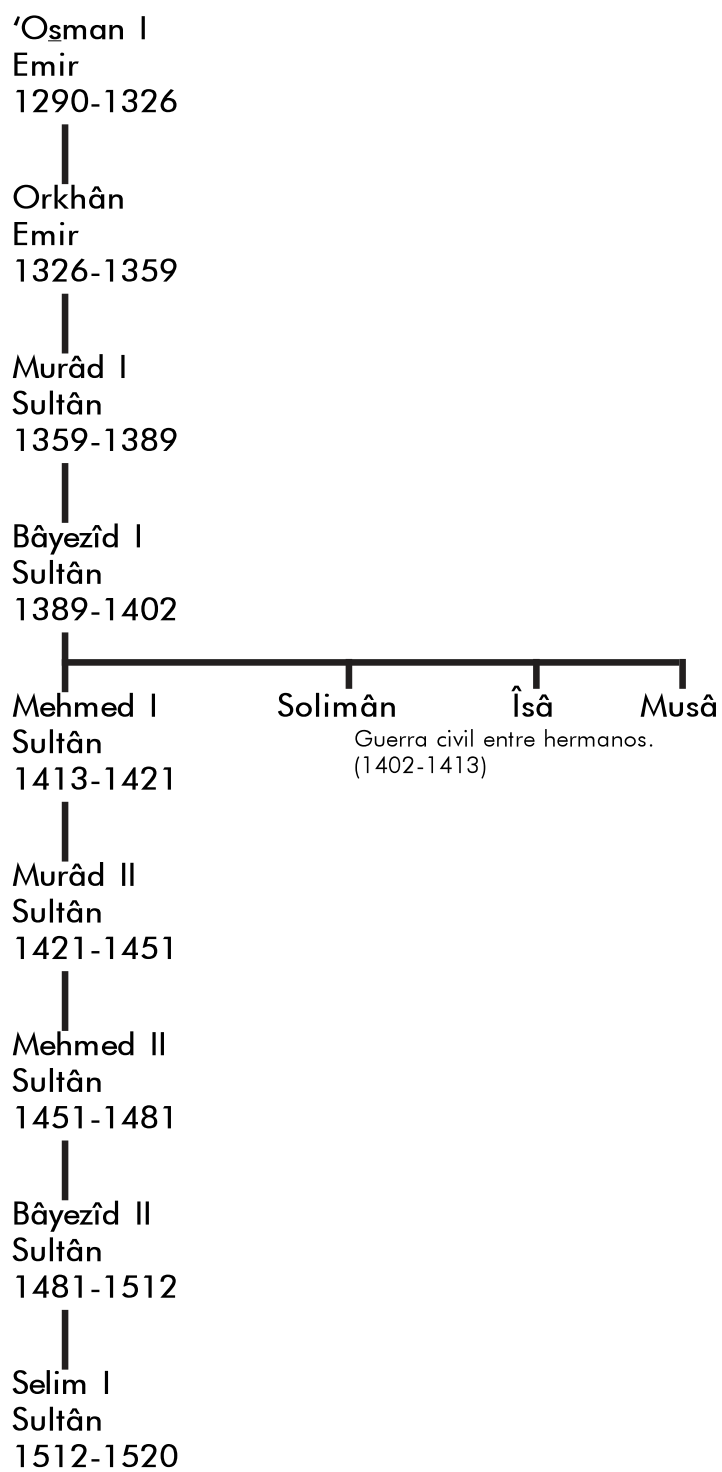 ‘Osman I
Emir
1290-1326
Orkhân
Emir
1326-1359
Murâd I
Sultân
1359-1389
Bâyezîd I
Sultân
1389-1402
Mehmed I
Sultân
1413-1421
Solimân
Îsâ
Musâ
Guerra civil entre hermanos.
(1402-1413)
Murâd II
Sultân
1421-1451
Mehmed II
Sultân
1451-1481
Bâyezîd II
Sultân
1481-1512
Selim I
Sultân
1512-1520